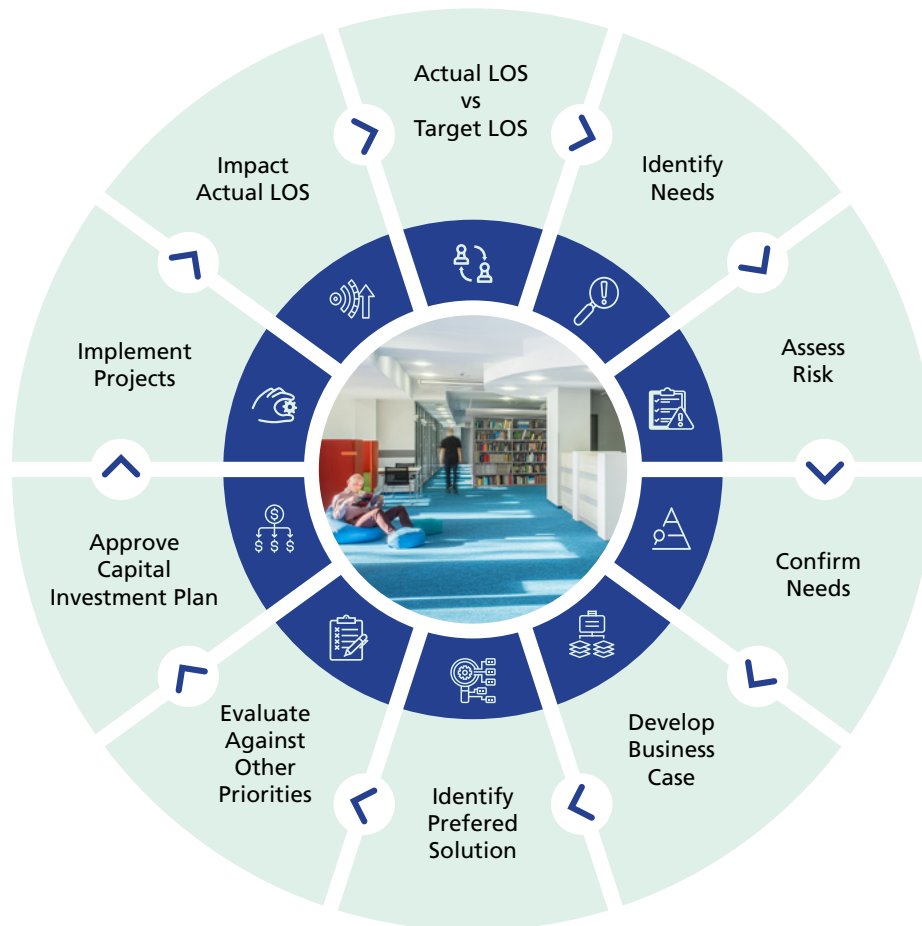 Actual LOS
vs
Target LOS
Identify
Needs
Assess
Risk
Confirm
Needs
Develop
Business
Case
Identify
Prefered
Solution
Evaluate
Against
Other
Priorities
Approve
Capital
Investment Plan
Implement
Projects
Impact
Actual LOS